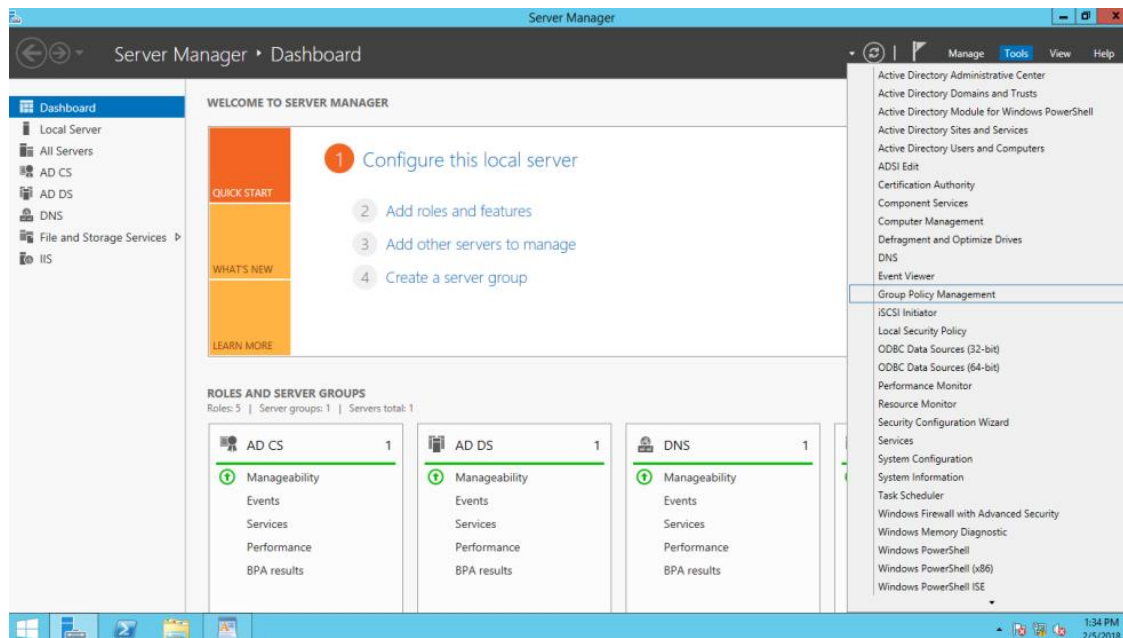 Server Manager
Server Manager • Dashboard
Manage Tools View Help
Dashboard
Local Server
All Servers
AD CS
AD DS
DNS
File and Storage Services
IIS
WELCOME TO SERVER MANAGER
QUICK START
WHAT'S NEW
LEARN MORE
1 Configure this local server
2 Add roles and features
3 Add other servers to manage
4 Create a server group
ROLES AND SERVER GROUPS
Roles: 5 | Server groups: 1 | Servers total: 1
AD CS 1
Manageability
Events
Services
Performance
BPA results
AD DS 1
Manageability
Events
Services
Performance
BPA results
DNS 1
Manageability
Events
Services
Performance
BPA results
Active Directory Administrative Center
Active Directory Domains and Trusts
Active Directory Module for Windows PowerShell
Active Directory Sites and Services
Active Directory Users and Computers
ADSI Edit
Certification Authority
Component Services
Computer Management
Defragment and Optimize Drives
DNS
Event Viewer
Group Policy Management
iSCSI Initiator
Local Security Policy
ODBC Data Sources (32-bit)
ODBC Data Sources (64-bit)
Performance Monitor
Resource Monitor
Security Configuration Wizard
Services
System Configuration
System Information
Task Scheduler
Windows Firewall with Advanced Security
Windows Memory Diagnostic
Windows PowerShell
Windows PowerShell (x86)
Windows PowerShell ISE
1:34 PM
2/5/2018